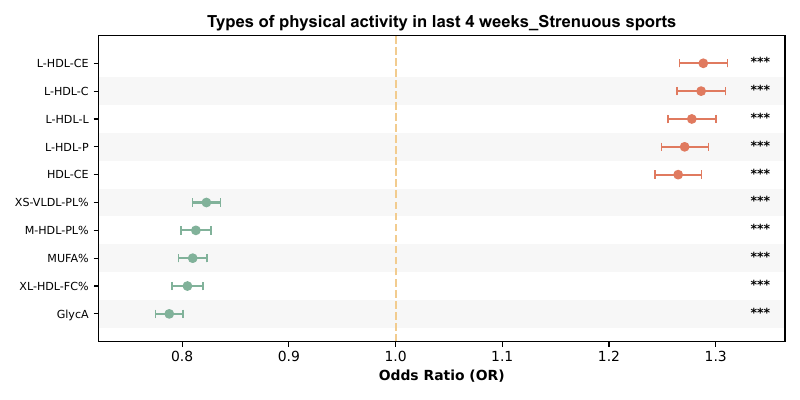 Types of physical activity in last 4 weeks_Strenuous sports
L-HDL-CE ***
L-HDL-C ***
L-HDL-L ***
L-HDL-P ***
HDL-CE ***
XS-VLDL-PL% ***
M-HDL-PL% ***
MUFA% ***
XL-HDL-FC% ***
GlycA ***
0.8 0.9 1.0 1.1 1.2 1.3
Odds Ratio (OR)